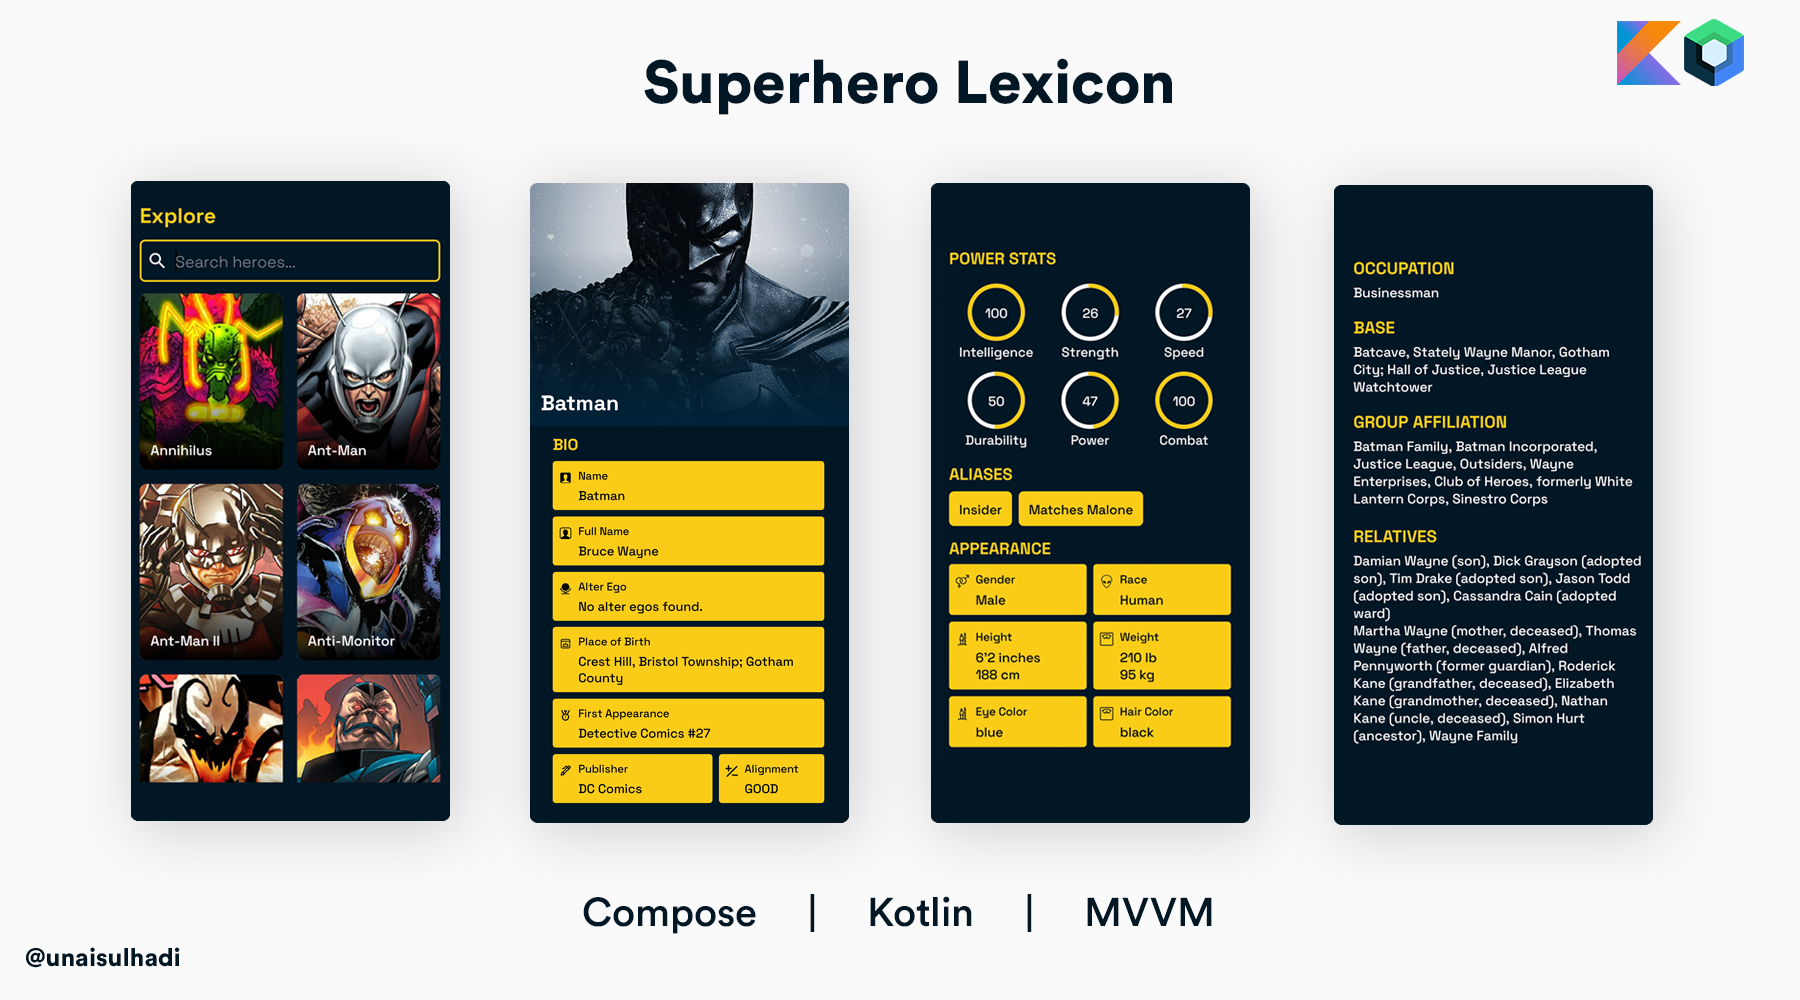 Superhero Lexicon
Explore
Search heroes...
Annihilus
Ant-Man
Ant-Man II
Anti-Monitor
Batman
BIO
Name
Batman
Full Name
Bruce Wayne
Alter Ego
No alter egos found.
Place of Birth
Crest Hill, Bristol Township; Gotham
County
First Appearance
Detective Comics #27
Publisher
DC Comics
Alignment
GOOD
POWER STATS
100
26
27
Intelligence
Strength
Speed
50
47
100
Durability
Power
Combat
ALIASES
Insider
Matches Malone
APPEARANCE
Gender
Male
Race
Human
Height
6'2 inches
188 cm
Weight
210 lb
95 kg
Eye Color
blue
Hair Color
black
OCCUPATION
Businessman
BASE
Batcave, Stately Wayne Manor, Gotham
City; Hall of Justice, Justice League
Watchtower
GROUP AFFILIATION
Batman Family, Batman Incorporated,
Justice League, Outsiders, Wayne
Enterprises, Club of Heroes, formerly White
Lantern Corps, Sinestro Corps
RELATIVES
Damian Wayne (son), Dick Grayson (adopted
son), Tim Drake (adopted son), Jason Todd
(adopted son), Cassandra Cain (adopted
ward)
Martha Wayne (mother, deceased), Thomas
Wayne (father, deceased), Alfred
Pennyworth (former guardian), Roderick
Kane (grandfather, deceased), Elizabeth
Kane (grandmother, deceased), Nathan
Kane (uncle, deceased), Simon Hurt
(ancestor), Wayne Family
Compose | Kotlin | MVVM
@unaisulhadi